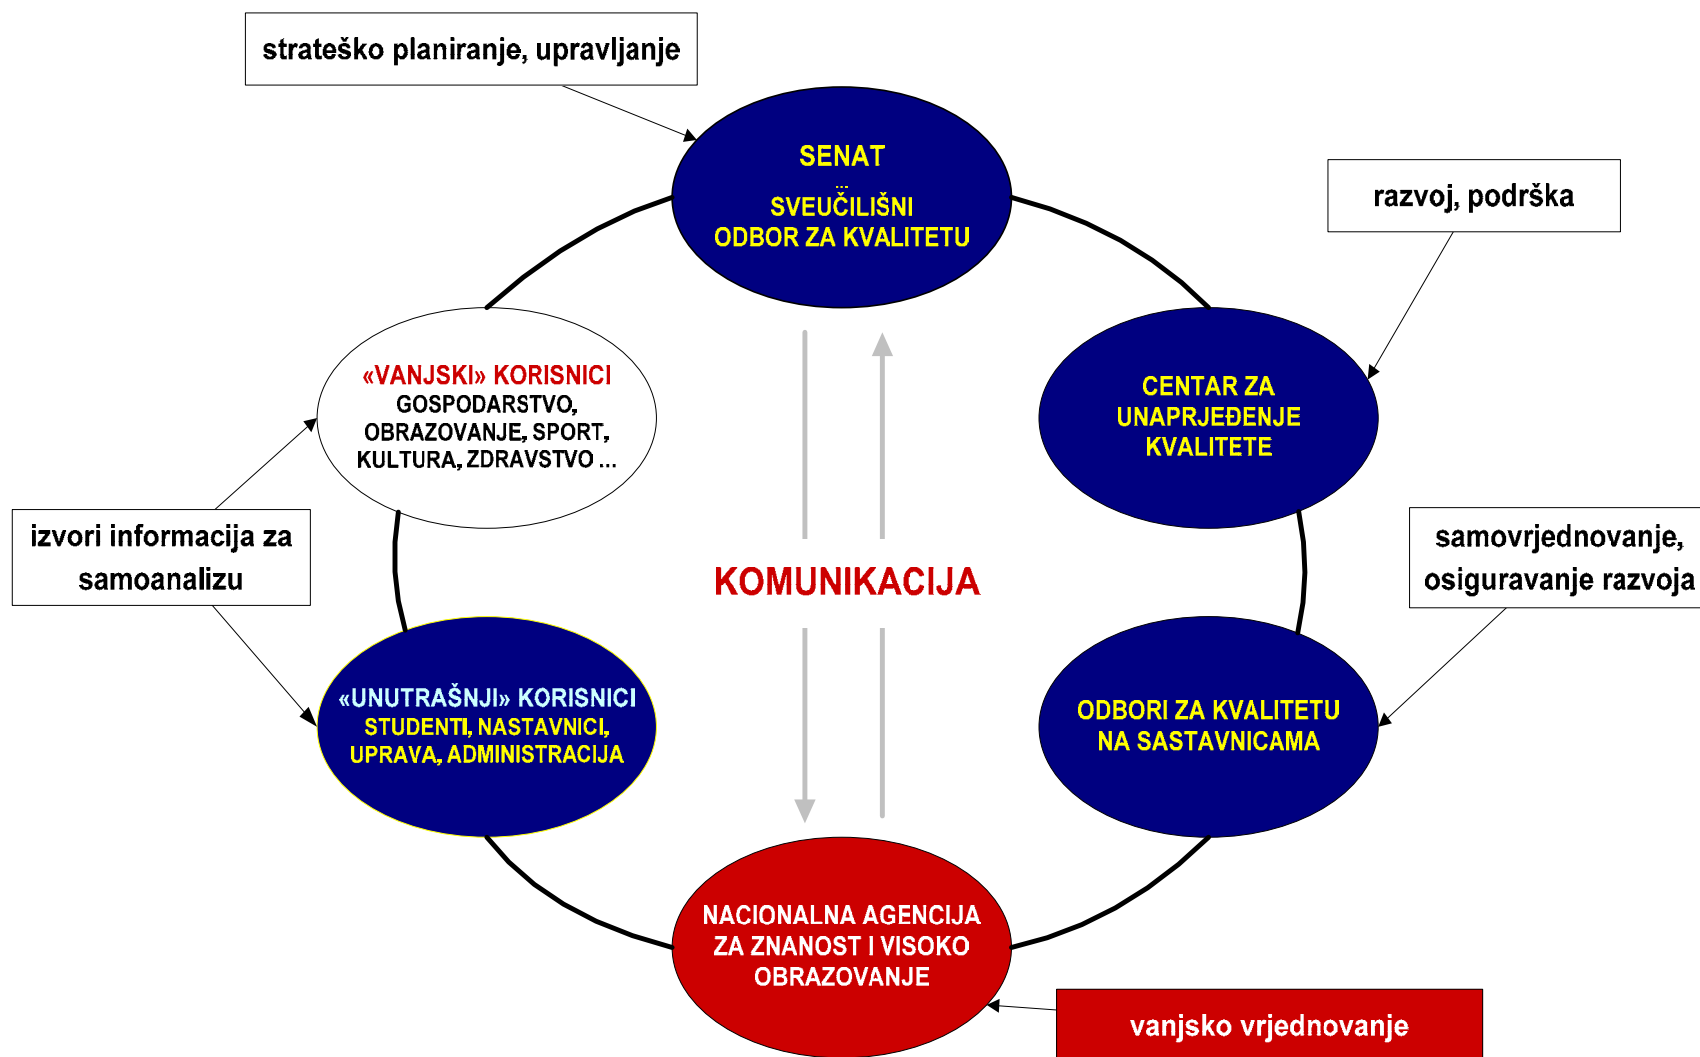 strateško planiranje, upravljanje
SENAT
...
SVEUČILIŠNI
ODBOR ZA KVALITETU
razvoj, podrška
«VANJSKI» KORISNICI
GOSPODARSTVO,
OBRAZOVANJE, SPORT,
KULTURA, ZDRAVSTVO ...
CENTAR ZA
UNAPRJEĐENJE
KVALITETE
izvori informacija za
samoanalizu
KOMUNIKACIJA
samovrjednovanje,
osiguravanje razvoja
«UNUTRAŠNJI» KORISNICI
STUDENTI, NASTAVNICI,
UPRAVA, ADMINISTRACIJA
ODBORI ZA KVALITETU
NA SASTAVNICAMA
NACIONALNA AGENCIJA
ZA ZNANOST I VISOKO
OBRAZOVANJE
vanjsko vrjednovanje